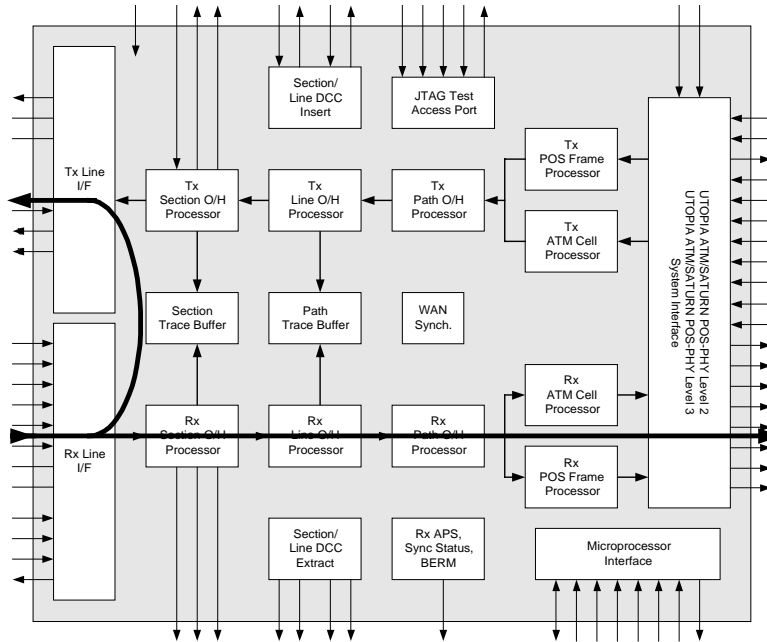 Section/
Line DCC
Insert
JTAG Test
Access Port
Tx
POS Frame
Processor
Tx Line
I/F
Tx
Section O/H
Processor
Tx
Line O/H
Processor
Tx
Path O/H
Processor
Tx
ATM Cell
Processor
UTOPIA ATM/SATURN POS-PHY Level 2
UTOPIA ATM/SATURN POS-PHY Level 3
System Interface
Section
Trace Buffer
Path
Trace Buffer
WAN
Synch.
Rx
ATM Cell
Processor
Rx Line
I/F
Rx
Section O/H
Processor
Rx
Line O/H
Processor
Rx
Path O/H
Processor
Rx
POS Frame
Processor
Section/
Line DCC
Extract
Rx APS,
Sync Status,
BERM
Microprocessor
Interface